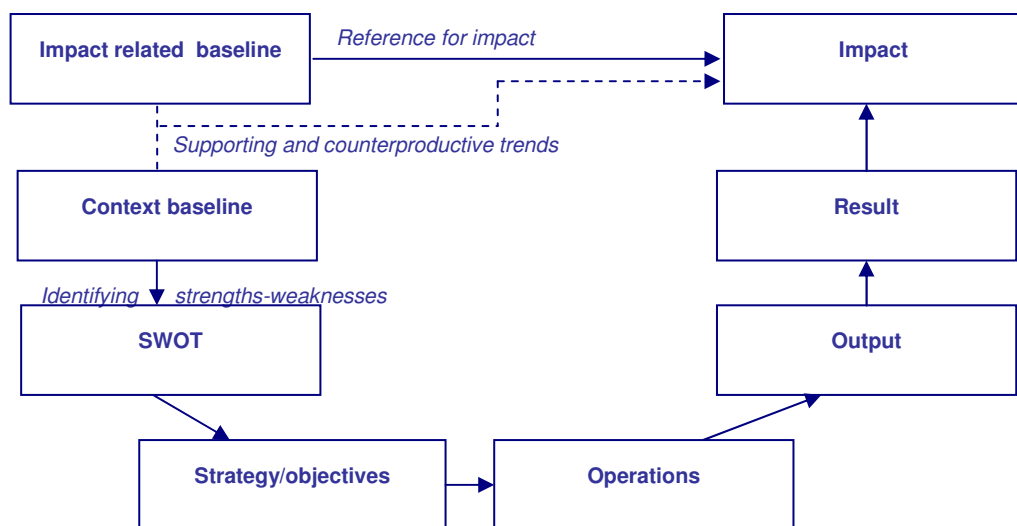 Impact related baseline
Reference for impact
Impact
Supporting and counterproductive trends
Context baseline
Result
Identifying strengths-weaknesses
SWOT
Output
Strategy/objectives
Operations